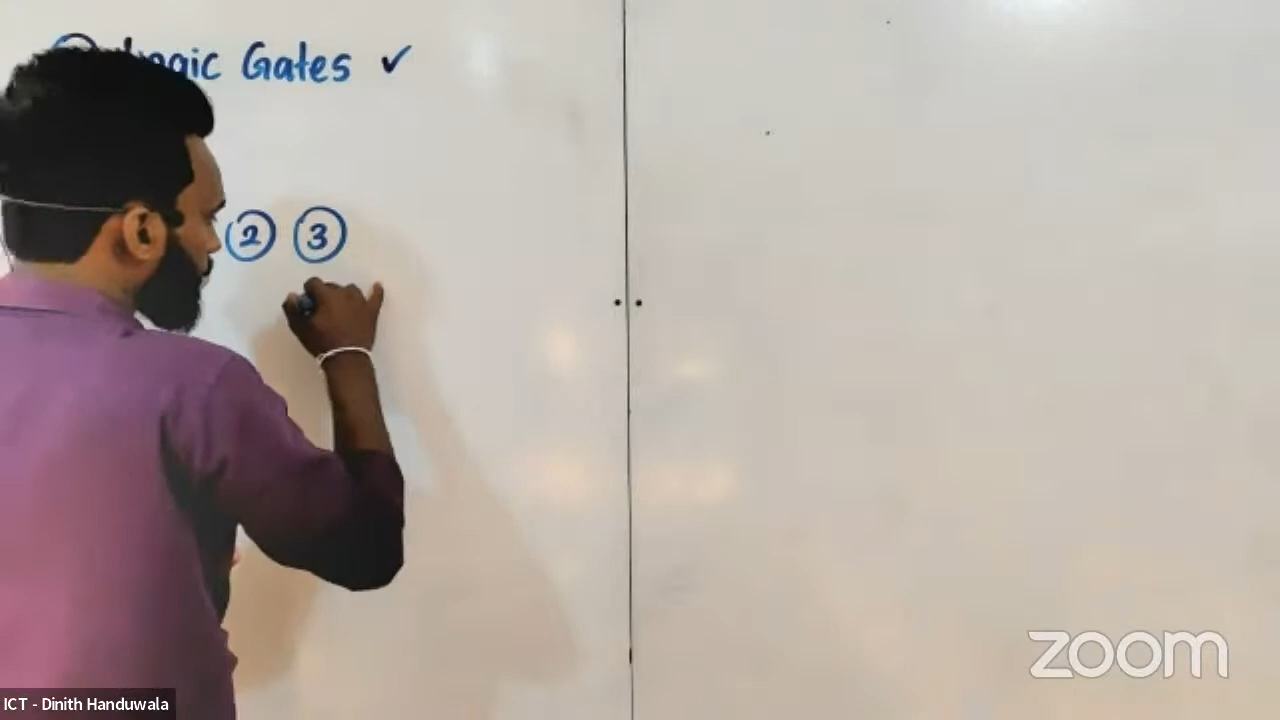 Logic Gates ✓
② ③
zoom
ICT - Dinith Handuwala